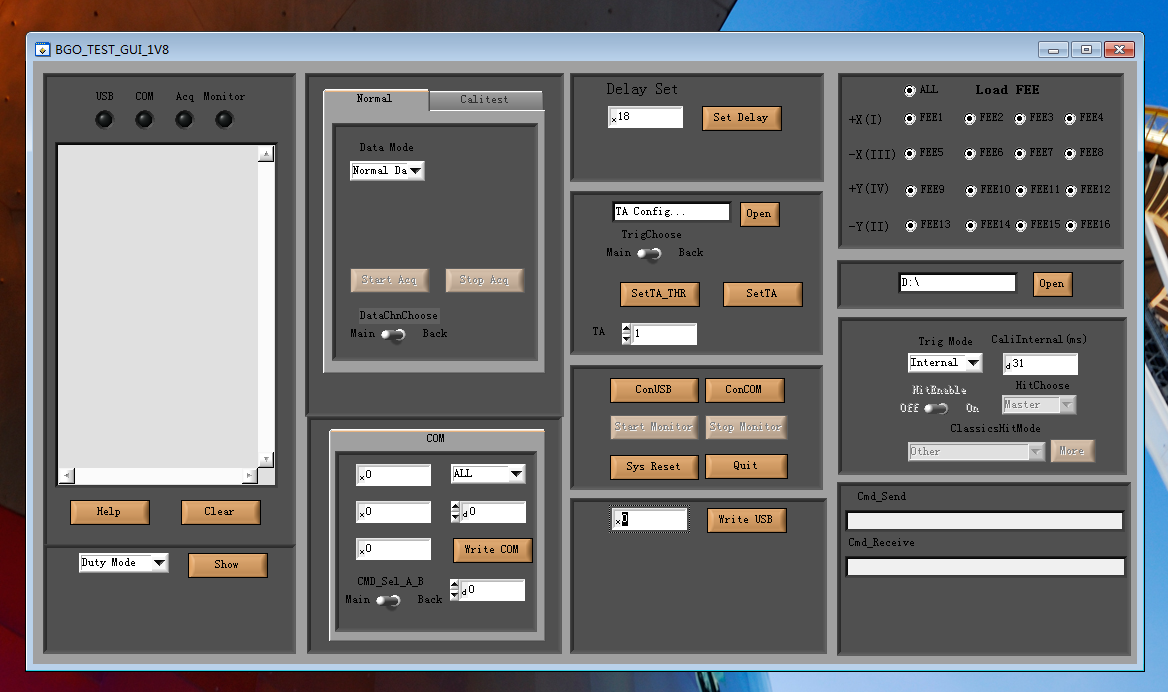 BGO_TEST_GUI_1V8
USB COM Acq Monitor
Help Clear
Duty Mode Show
Normal Calitest
Data Mode
Normal Da
Start Acq Stop Acq
DataChnChoose
Main Back
COM
x0 ALL
x0 d0
x0 Write COM
CMD_Sel_A_B
Main Back d0
Delay Set
x18 Set Delay
TA Config... Open
TrigChoose
Main Back
SetTA_THR SetTA
TA 1
ConUSB ConCOM
Start Monitor Stop Monitor
Sys Reset Quit
x0 Write USB
ALL Load FEE
+X(I) FEE1 FEE2 FEE3 FEE4
-X(III) FEE5 FEE6 FEE7 FEE8
+Y(IV) FEE9 FEE10 FEE11 FEE12
-Y(II) FEE13 FEE14 FEE15 FEE16
D:\ Open
Trig Mode CaliInternal(ms)
Internal d31
HitEnable HitChoose
Off On Master
ClassicsHitMode
Other More
Cmd_Send
Cmd_Receive